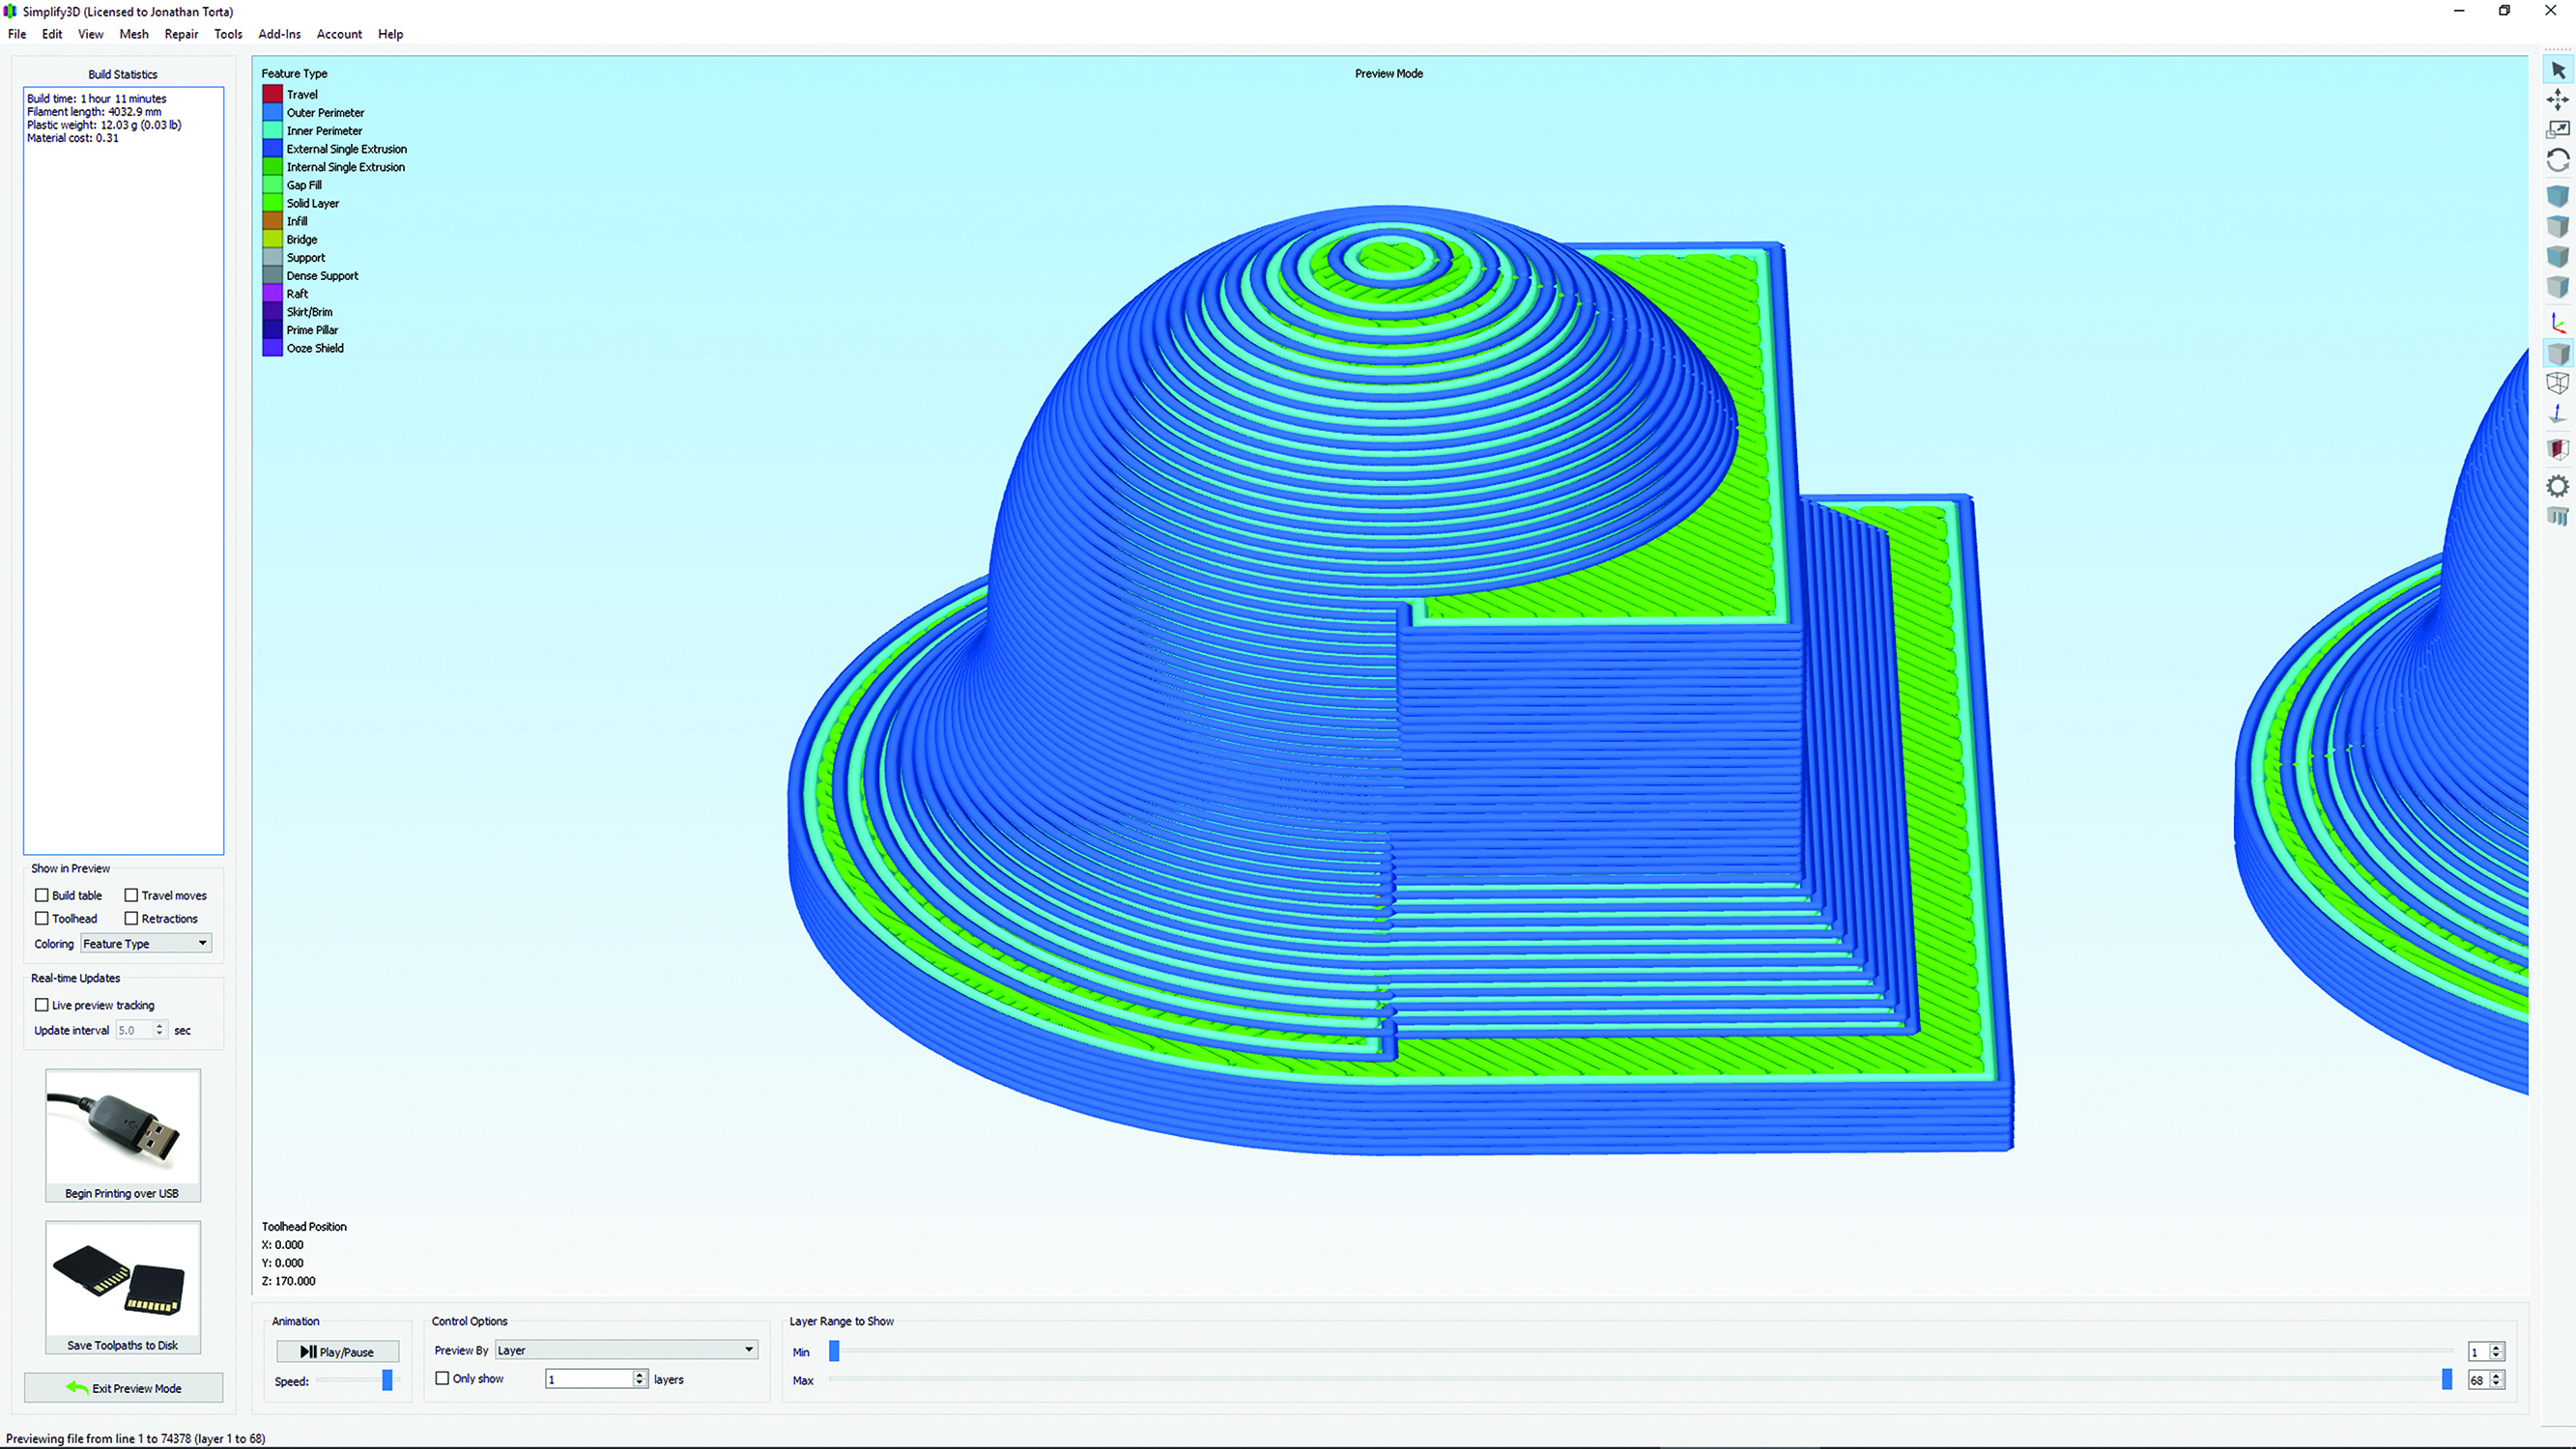 Simplify3D (Licensed to Jonathan Torta)
File Edit View Mesh Repair Tools Add-Ins Account Help
Build Statistics
Build time: 1 hour 11 minutes
Filament length: 4032.9 mm
Plastic weight: 12.03 g (0.03 lb)
Material cost: 0.31
Show in Preview
Build table Travel moves
Toolhead Retractions
Coloring Feature Type
Real-time Updates
Live preview tracking
Update interval 5.0 sec
Begin Printing over USB
Save Toolpaths to Disk
Exit Preview Mode
Feature Type
Travel
Outer Perimeter
Inner Perimeter
External Single Extrusion
Internal Single Extrusion
Gap Fill
Solid Layer
Infill
Bridge
Support
Dense Support
Raft
Skirt/Brim
Prime Pillar
Ooze Shield
Preview Mode
Toolhead Position
X: 0.000
Y: 0.000
Z: 170.000
Animation
Play/Pause
Speed:
Control Options
Preview By Layer
Only show 1 layers
Layer Range to Show
Min 1
Max 68
Previewing file from line 1 to 74378 (layer 1 to 68)